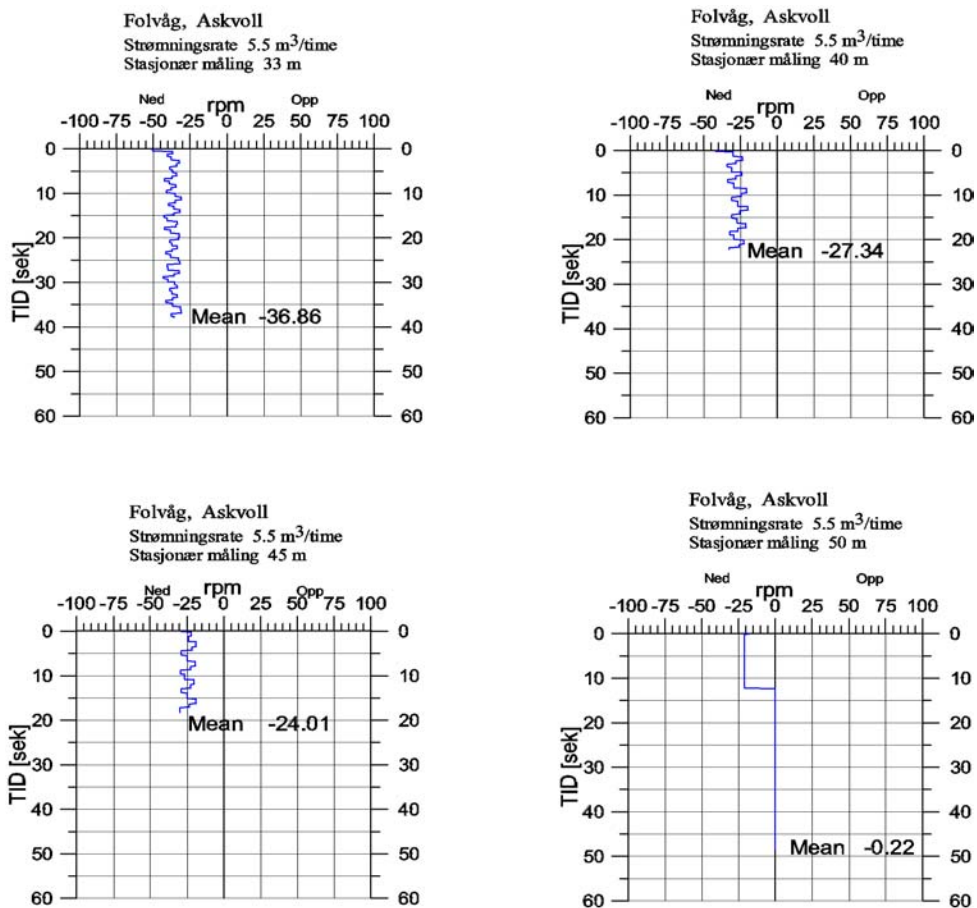 Folvåg, Askvoll
Strømningsrate 5.5 m³/time
Stasjonær måling 33 m
Ned rpm Opp
-100 -75 -50 -25 0 25 50 75 100
0 0
10 10
20 20
30 30
40 40
50 50
60 60
TID [sek]
Mean -36.86
Folvåg, Askvoll
Strømningsrate 5.5 m³/time
Stasjonær måling 40 m
Ned rpm Opp
-100 -75 -50 -25 0 25 50 75 100
0 0
10 10
20 20
30 30
40 40
50 50
60 60
TID [sek]
Mean -27.34
Folvåg, Askvoll
Strømningsrate 5.5 m³/time
Stasjonær måling 45 m
Ned rpm Opp
-100 -75 -50 -25 0 25 50 75 100
0 0
10 10
20 20
30 30
40 40
50 50
60 60
TID [sek]
Mean -24.01
Folvåg, Askvoll
Strømningsrate 5.5 m³/time
Stasjonær måling 50 m
Ned rpm Opp
-100 -75 -50 -25 0 25 50 75 100
0 0
10 10
20 20
30 30
40 40
50 50
60 60
TID [sek]
Mean -0.22